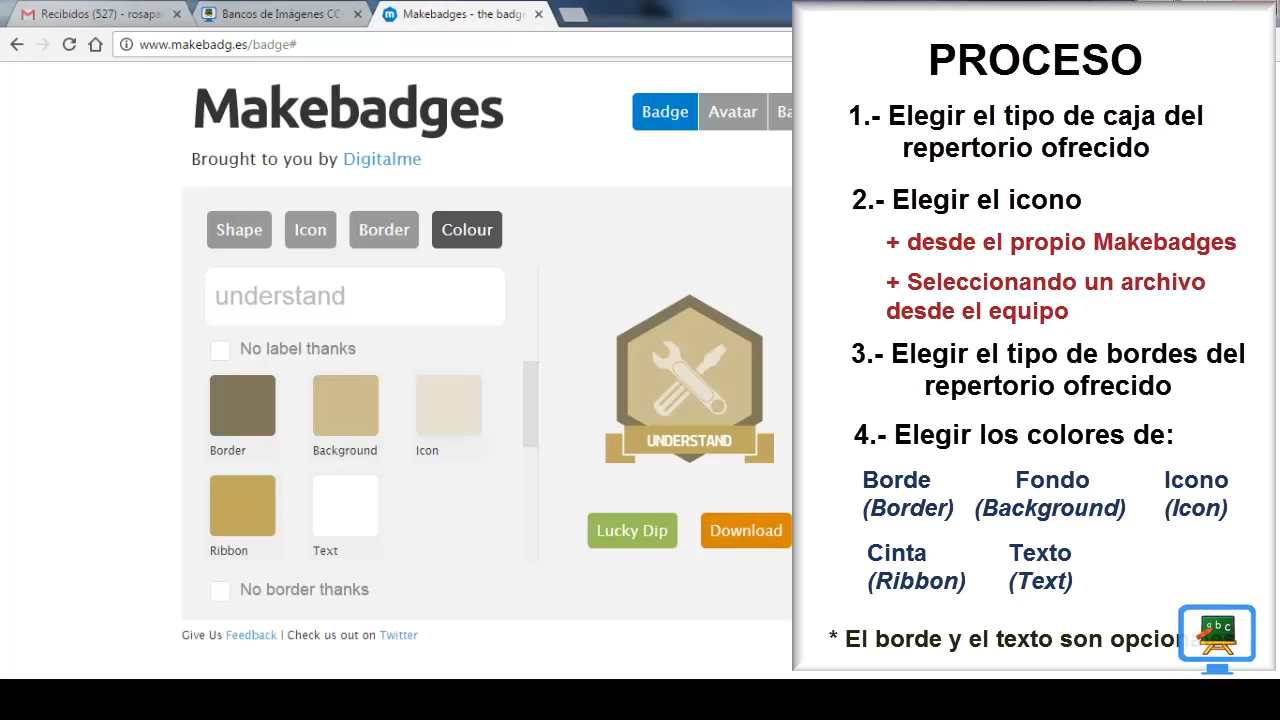 Recibidos (527) - rosapar
Bancos de Imágenes CC-
Makebadges - the badg
www.makebadg.es/badge#
Makebadges
Badge
Avatar
Ba
Brought to you by Digitalme
Shape
Icon
Border
Colour
understand
No label thanks
Border
Background
Icon
Ribbon
Text
No border thanks
UNDERSTAND
Lucky Dip
Download
Give Us Feedback | Check us out on Twitter
PROCESO
1.- Elegir el tipo de caja del
repertorio ofrecido
2.- Elegir el icono
+ desde el propio Makebadges
+ Seleccionando un archivo
desde el equipo
3.- Elegir el tipo de bordes del
repertorio ofrecido
4.- Elegir los colores de:
Borde Fondo Icono
(Border) (Background) (Icon)
Cinta Texto
(Ribbon) (Text)
* El borde y el texto son opcionales
abc